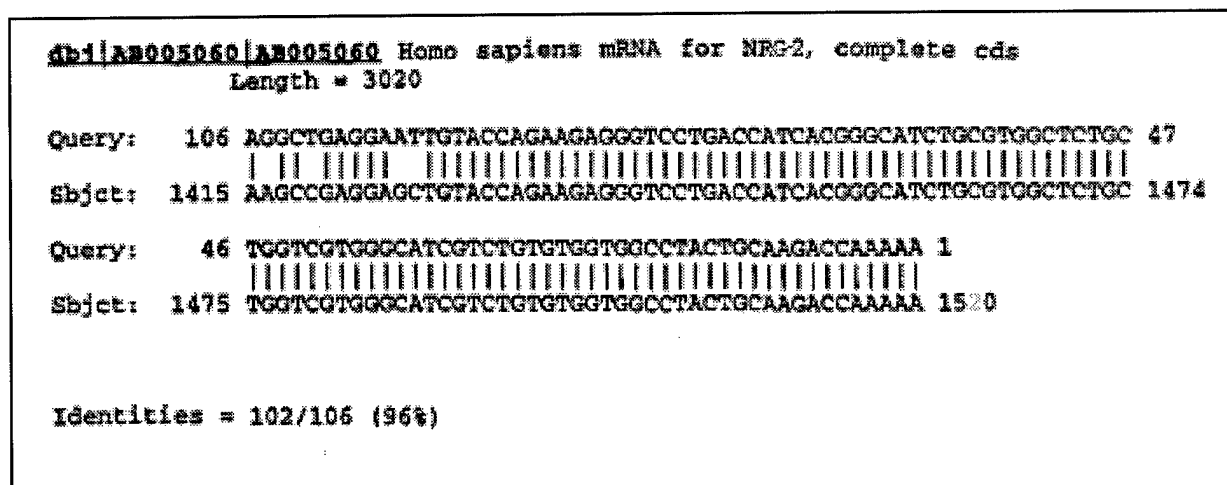 dbj|AB005060|AB005060 Homo sapiens mRNA for NRG-2, complete cds
Length = 3020
Query: 106 AGGCTGAGGAATTGTACCAGAAGAGGGTCCTGACCATCACGGGCATCTGCGTGGCTCTGC 47
| || ||||| |||||||||||||||||||||||||||||||||||||||||||||||
Sbjct: 1415 AAGCCGAGGAGCTGTACCAGAAGAGGGTCCTGACCATCACGGGCATCTGCGTGGCTCTGC 1474
Query: 46 TGGTCGTGGGCATCGTCTGTGTGGTGGCCTACTGCAAGACCAAAAA 1
||||||||||||||||||||||||||||||||||||||||||||||
Sbjct: 1475 TGGTCGTGGGCATCGTCTGTGTGGTGGCCTACTGCAAGACCAAAAA 1520
Identities = 102/106 (96%)